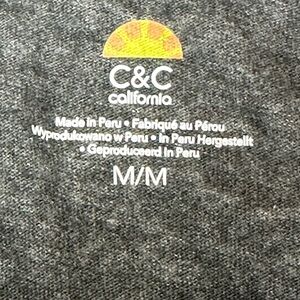 C&C
california
Made in Peru • Fabriqué au Pérou
Wyprodukowano w Peru • In Peru Hergestellt
• Geproduceerd In Peru
M/M